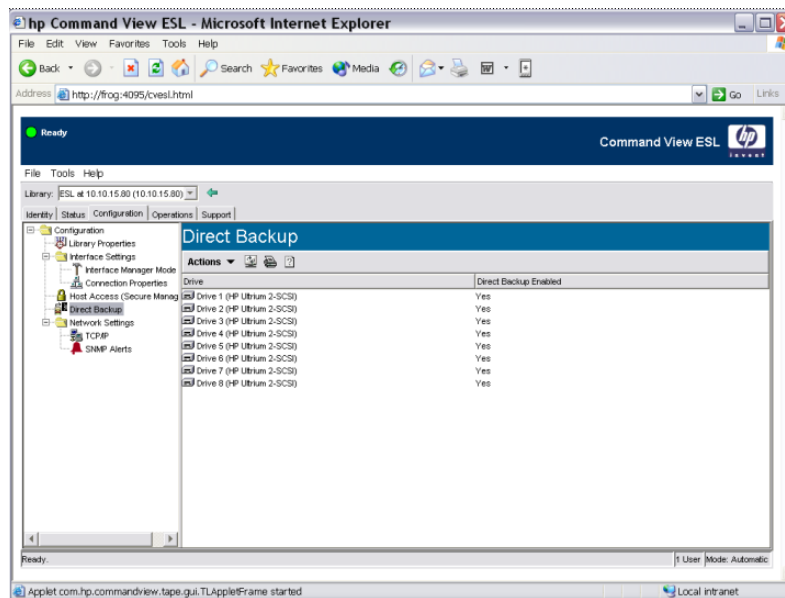 hp Command View ESL - Microsoft Internet Explorer
File Edit View Favorites Tools Help
Back Search Favorites Media
Address http://frog:4095/cvesl.html Go Links
Ready
Command View ESL
hp
invent
File Tools Help
Library: ESL at 10.10.15.80 (10.10.15.80)
Identity Status Configuration Operations Support
Configuration
Library Properties
Interface Settings
Interface Manager Mode
Connection Properties
Host Access (Secure Manag
Direct Backup
Network Settings
TCP/IP
SNMP Alerts
Direct Backup
Actions
Drive Direct Backup Enabled
Drive 1 (HP Ultrium 2-SCSI) Yes
Drive 2 (HP Ultrium 2-SCSI) Yes
Drive 3 (HP Ultrium 2-SCSI) Yes
Drive 4 (HP Ultrium 2-SCSI) Yes
Drive 5 (HP Ultrium 2-SCSI) Yes
Drive 6 (HP Ultrium 2-SCSI) Yes
Drive 7 (HP Ultrium 2-SCSI) Yes
Drive 8 (HP Ultrium 2-SCSI) Yes
Ready. 1 User Mode: Automatic
Applet com.hp.commandview.tape.gui.TLAppletFrame started Local intranet